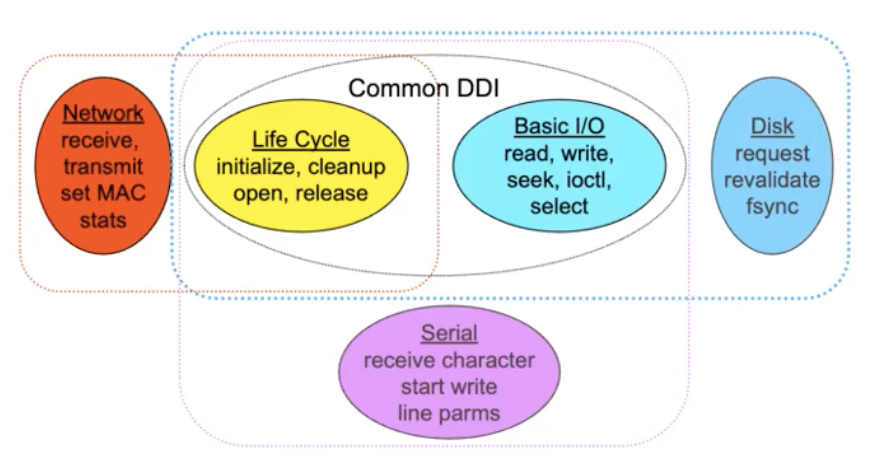 Common DDI
Network
receive,
transmit
set MAC
stats
Life Cycle
initialize, cleanup
open, release
Basic I/O
read, write,
seek, ioctl,
select
Disk
request
revalidate
fsync
Serial
receive character
start write
line parms